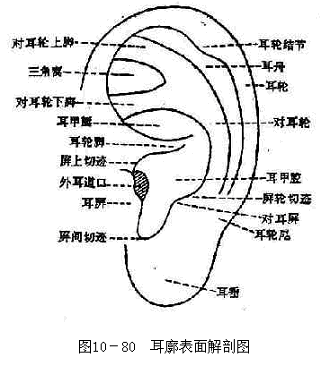 对耳轮上脚
三角窝
对耳轮下脚
耳甲艇
耳轮脚
屏上切迹
外耳道口
耳屏
屏间切迹
耳轮结节
耳舟
耳轮
对耳轮
耳甲腔
屏轮切迹
对耳屏
耳轮尾
耳垂
图10－80 耳廓表面解剖图